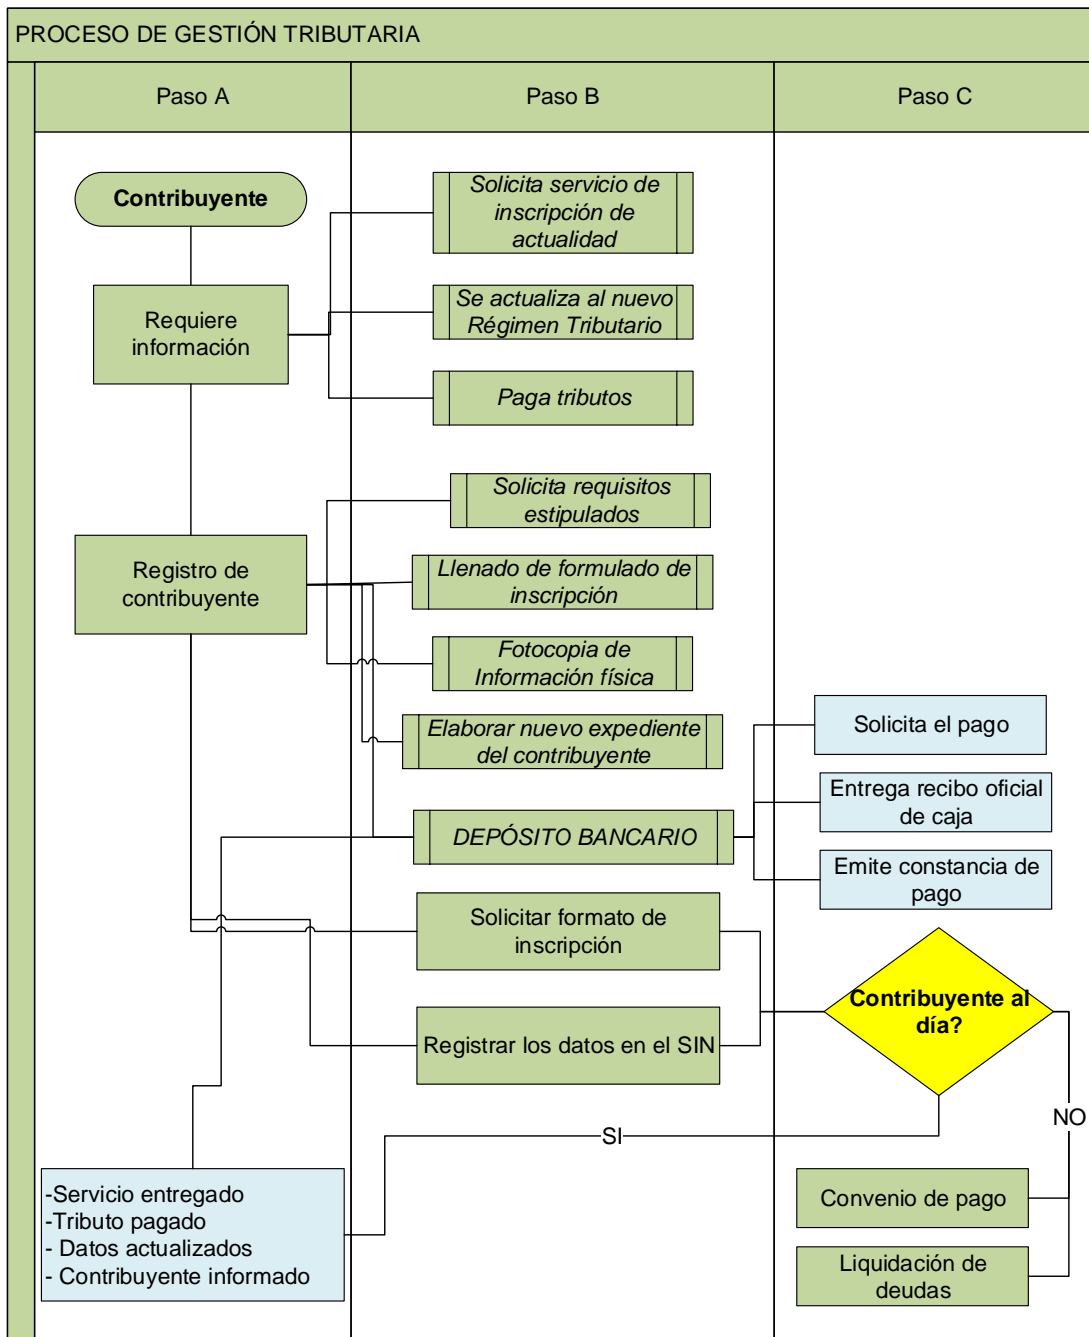 PROCESO DE GESTIÓN TRIBUTARIA
Paso A
Paso B
Paso C
Contribuyente
Solicita servicio de
inscripción de
actualidad
Requiere
información
Se actualiza al nuevo
Régimen Tributario
Paga tributos
Solicita requisitos
estipulados
Registro de
contribuyente
Llenado de formulado de
inscripción
Fotocopia de
Información física
Elaborar nuevo expediente
del contribuyente
Solicita el pago
Entrega recibo oficial
de caja
DEPÓSITO BANCARIO
Emite constancia de
pago
Solicitar formato de
inscripción
Contribuyente al
día?
Registrar los datos en el SIN
NO
SI
-Servicio entregado
-Tributo pagado
- Datos actualizados
- Contribuyente informado
Convenio de pago
Liquidación de
deudas